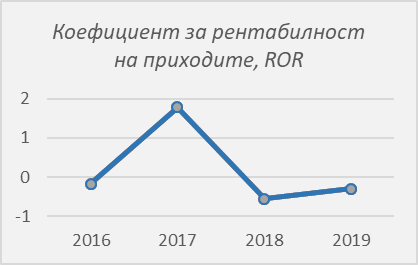 Коефициент за рентабилност
на приходите, ROR
2
1
0
-1
2016 2017 2018 2019